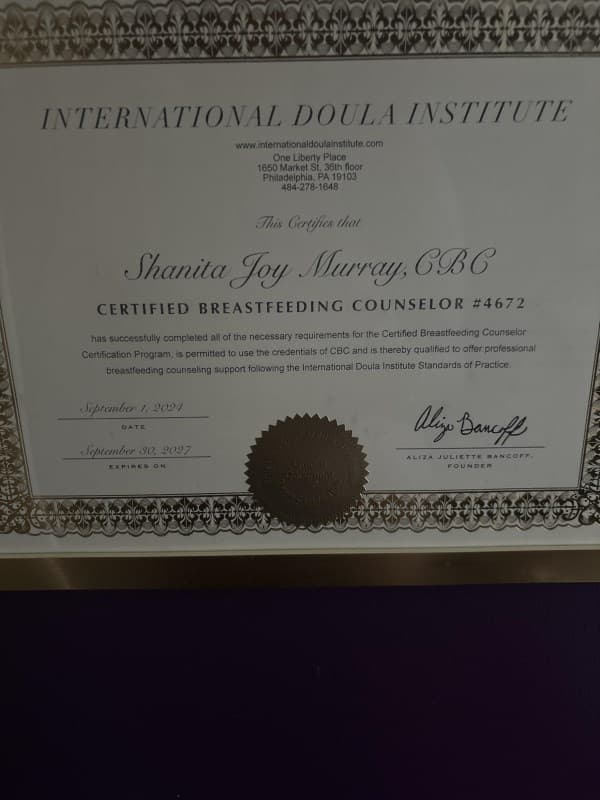 INTERNATIONAL DOULA INSTITUTE
www.internationaldoulainstitute.com
One Liberty Place
1650 Market St, 36th floor
Philadelphia, PA 19103
484-278-1648
This Certifies that
Shanita Joy Murray, CBC
CERTIFIED BREASTFEEDING COUNSELOR #4672
has successfully completed all of the necessary requirements for the Certified Breastfeeding Counselor
Certification Program, is permitted to use the credentials of CBC and is thereby qualified to offer professional
breastfeeding counseling support following the International Doula Institute Standards of Practice.
September 1, 2024
DATE
September 30, 2027
EXPIRES ON
Aliza Bancoff
ALIZA JULIETTE BANCOFF,
FOUNDER